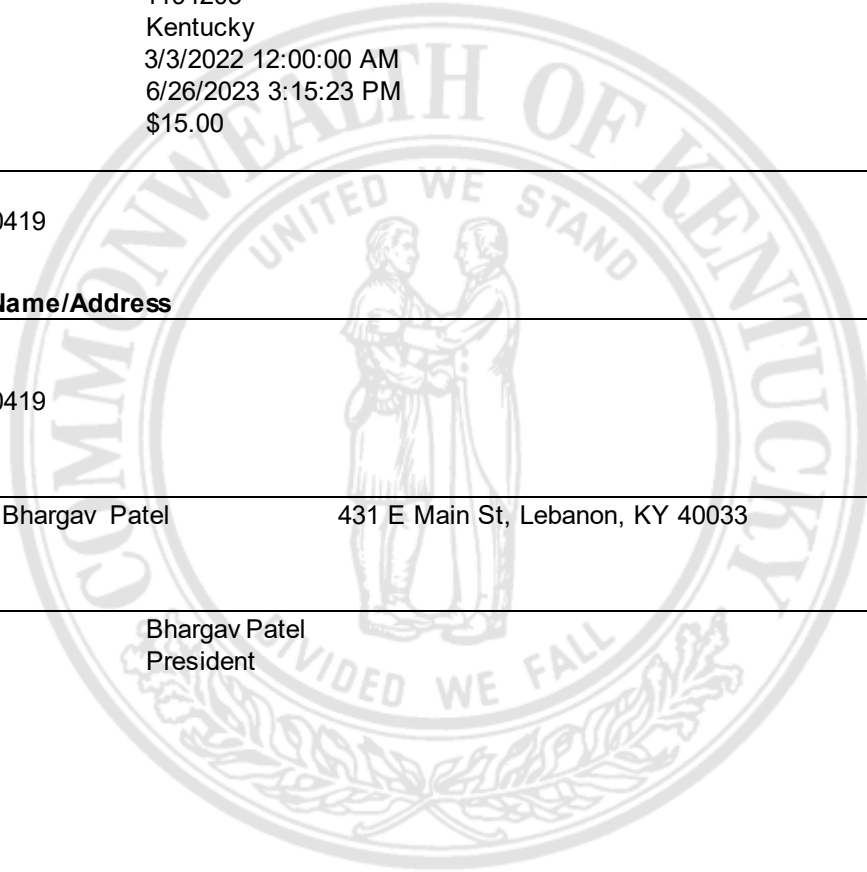 Kentucky
3/3/2022 12:00:00 AM
6/26/2023 3:15:23 PM
$15.00
0419
Name/Address
0419
Bhargav Patel 431 E Main St, Lebanon, KY 40033
Bhargav Patel
President
COMMONWEALTH OF KENTUCKY
UNITED WE STAND
DIVIDED WE FALL